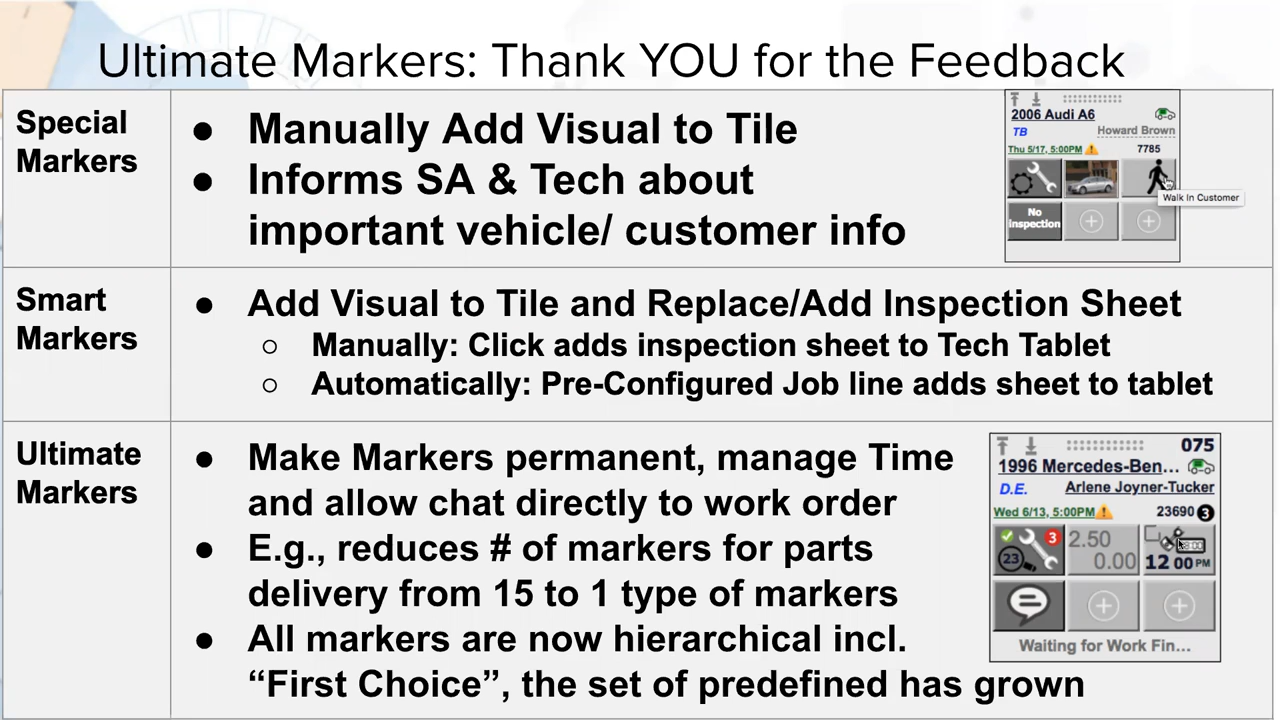 Ultimate Markers: Thank YOU for the Feedback
Special
Markers
● Manually Add Visual to Tile
● Informs SA & Tech about
important vehicle/ customer info
2006 Audi A6
TB Howard Brown
Thu 5/17, 5:00PM 7785
Walk In Customer
No
inspection
Smart
Markers
● Add Visual to Tile and Replace/Add Inspection Sheet
○ Manually: Click adds inspection sheet to Tech Tablet
○ Automatically: Pre-Configured Job line adds sheet to tablet
Ultimate
Markers
● Make Markers permanent, manage Time
and allow chat directly to work order
● E.g., reduces # of markers for parts
delivery from 15 to 1 type of markers
● All markers are now hierarchical incl.
“First Choice”, the set of predefined has grown
075
1996 Mercedes-Ben...
D.E. Arlene Joyner-Tucker
Wed 6/13, 5:00PM 23690 3
3 2.50
23 0.00 12 00 PM
Waiting for Work Fin...